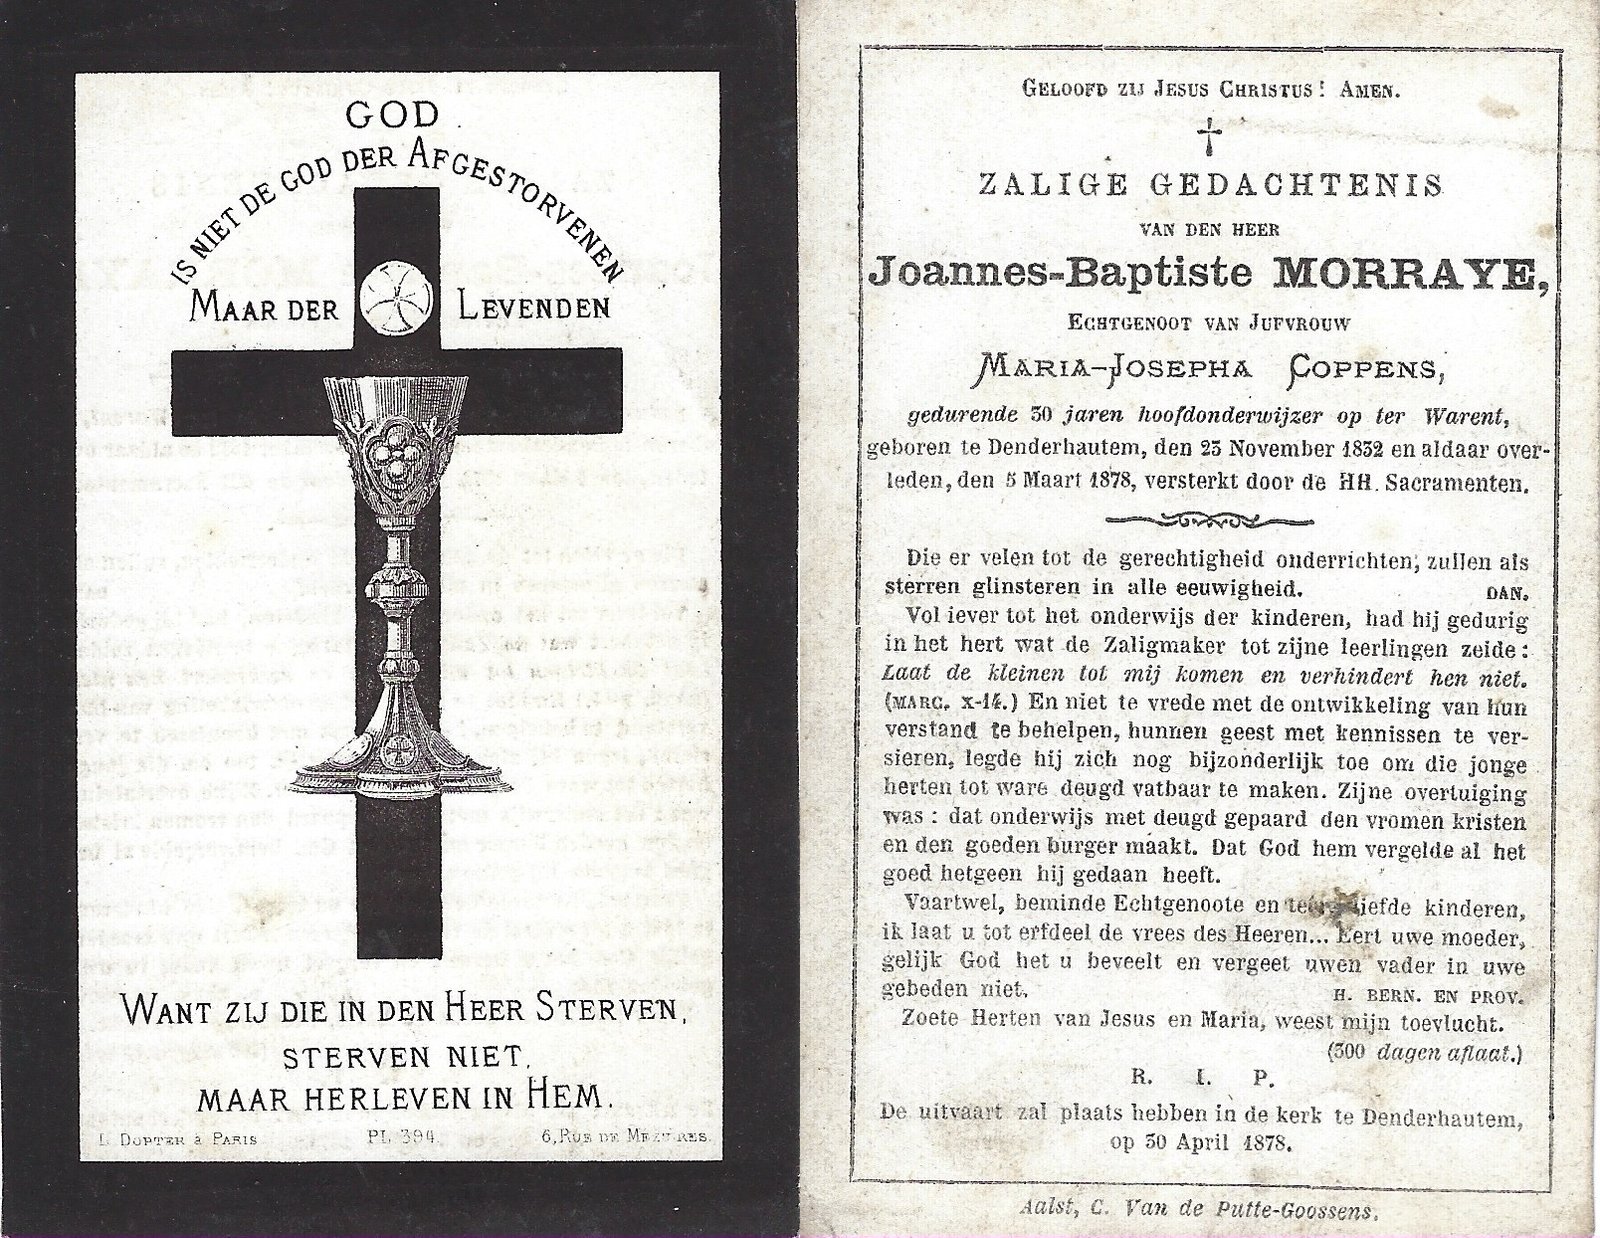 GOD
IS NIET DE GOD DER AFGESTORVENEN
MAAR DER LEVENDEN
WANT ZIJ DIE IN DEN HEER STERVEN,
STERVEN NIET,
MAAR HERLEVEN IN HEM.
L. DOPTER à PARIS PL 394 6, RUE DE MEZIERES.
GELOOFD ZIJ JESUS CHRISTUS! AMEN.
ZALIGE GEDACHTENIS
VAN DEN HEER
Joannes-Baptiste MORRAYE,
ECHTGENOOT VAN JUFVROUW
MARIA-JOSEPHA COPPENS,
gedurende 30 jaren hoofdonderwijzer op ter Warent,
geboren te Denderhautem, den 23 November 1832 en aldaar over-
leden, den 5 Maart 1878, versterkt door de HH. Sacramenten.
Die er velen tot de gerechtigheid onderrichten, zullen als
sterren glinsteren in alle eeuwigheid. DAN.
Vol iever tot het onderwijs der kinderen, had hij gedurig
in het hert wat de Zaligmaker tot zijne leerlingen zeide:
Laat de kleinen tot mij komen en verhindert hen niet.
(MARC. X-14.) En niet te vrede met de ontwikkeling van hun
verstand te behelpen, hunnen geest met kennissen te ver-
sieren, legde hij zich nog bijzonderlijk toe om die jonge
herten tot ware deugd vatbaar te maken. Zijne overtuiging
was : dat onderwijs met deugd gepaard den vromen kristen
en den goeden burger maakt. Dat God hem vergelde al het
goed hetgeen hij gedaan heeft.
Vaartwel, beminde Echtgenoote en kinderen,
ik laat u tot erfdeel de vrees des Heeren... Eert uwe moeder,
gelijk God het u beveelt en vergeet uwen vader in uwe
gebeden niet. H. BERN. EN PROV.
Zoete Herten van Jesus en Maria, weest mijn toevlucht.
(300 dagen aflaat.)
R. I. P.
De uitvaart zal plaats hebben in de kerk te Denderhautem,
op 30 April 1878.
Aalst, C. Van de Putte-Goossens.